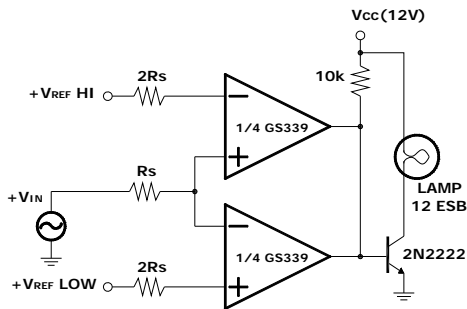 Vcc(12V)
2Rs
+VREF HI
10k
1/4 GS339
Rs
+VIN
LAMP
12 ESB
1/4 GS339
2N2222
2Rs
+VREF LOW